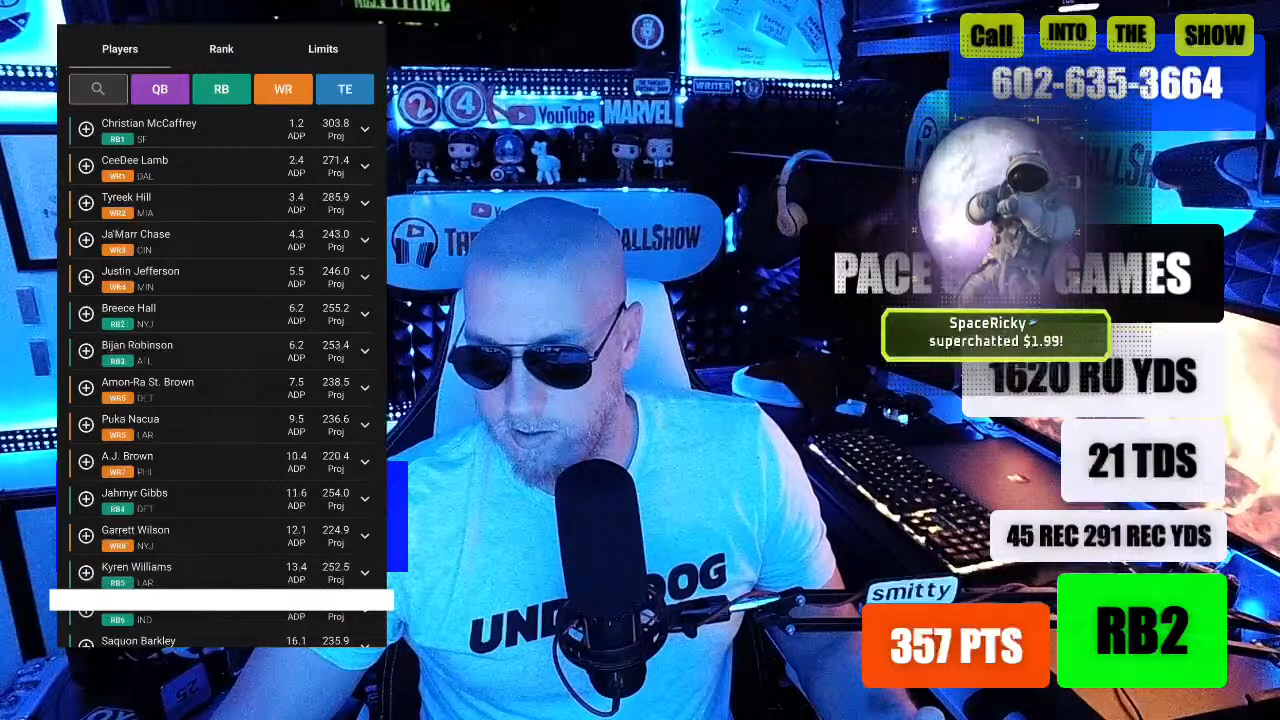 Players Rank Limits
QB RB WR TE
Christian McCaffrey 1.2 303.8
RB1 SF ADP Proj
CeeDee Lamb 2.4 271.4
WR1 DAL ADP Proj
Tyreek Hill 3.4 285.9
WR2 MIA ADP Proj
Ja'Marr Chase 4.3 243.0
WR3 CIN ADP Proj
Justin Jefferson 5.5 246.0
WR4 MIN ADP Proj
Breece Hall 6.2 255.2
RB2 NYJ ADP Proj
Bijan Robinson 6.2 253.4
RB3 ATL ADP Proj
Amon-Ra St. Brown 7.5 238.5
WR5 DET ADP Proj
Puka Nacua 9.5 236.6
LAR ADP Proj
A.J. Brown 10.4 220.4
WR7 PHI ADP Proj
Jahmyr Gibbs 11.6 254.0
RB4 DET ADP Proj
Garrett Wilson 12.1 224.9
NYJ ADP Proj
Kyren Williams 13.4 252.5
RB5 LAR ADP Proj
RB6 IND ADP Proj
Saquon Barkley 16.1 235.9
WRITER
2 4 YouTube MARVEL
The
BallShow
Call INTO THE SHOW
602-635-3664
PACE GAMES
SpaceRicky
superchatted $1.99!
1620 RU YDS
21 TDS
45 REC 291 REC YDS
smitty
357 PTS
RB2